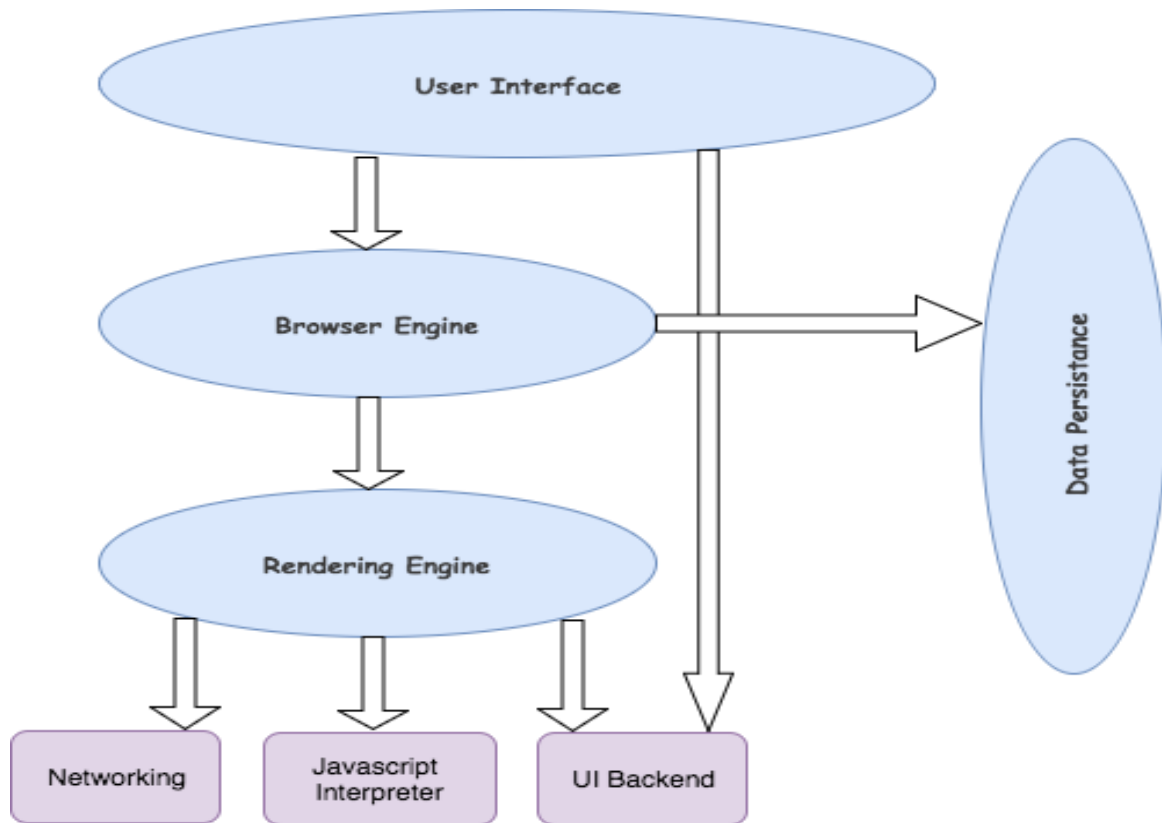 User Interface
Browser Engine
Data Persistance
Rendering Engine
Networking
Javascript
Interpreter
UI Backend